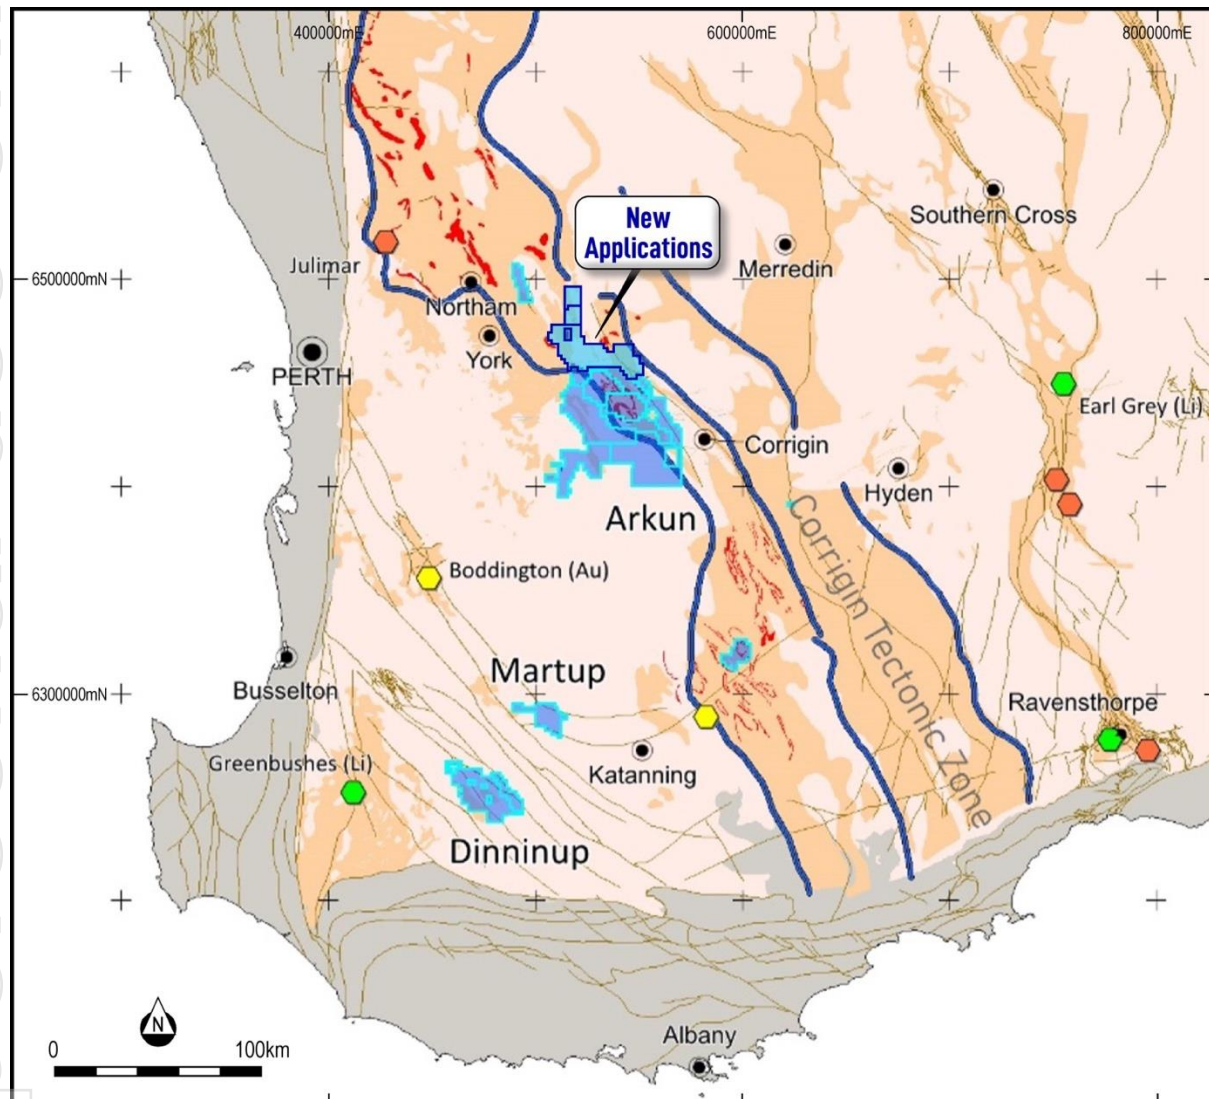 400000mE
600000mE
800000mE
New
Applications
Southern Cross
Julimar
Merredin
6500000mN
Northam
York
PERTH
Earl Grey (Li)
Corrigin
Hyden
Arkun
Corrigin Tectonic Zone
Boddington (Au)
Martup
Busselton
6300000mN
Ravensthorpe
Greenbushes (Li)
Katanning
Dinninup
N
Albany
0
100km